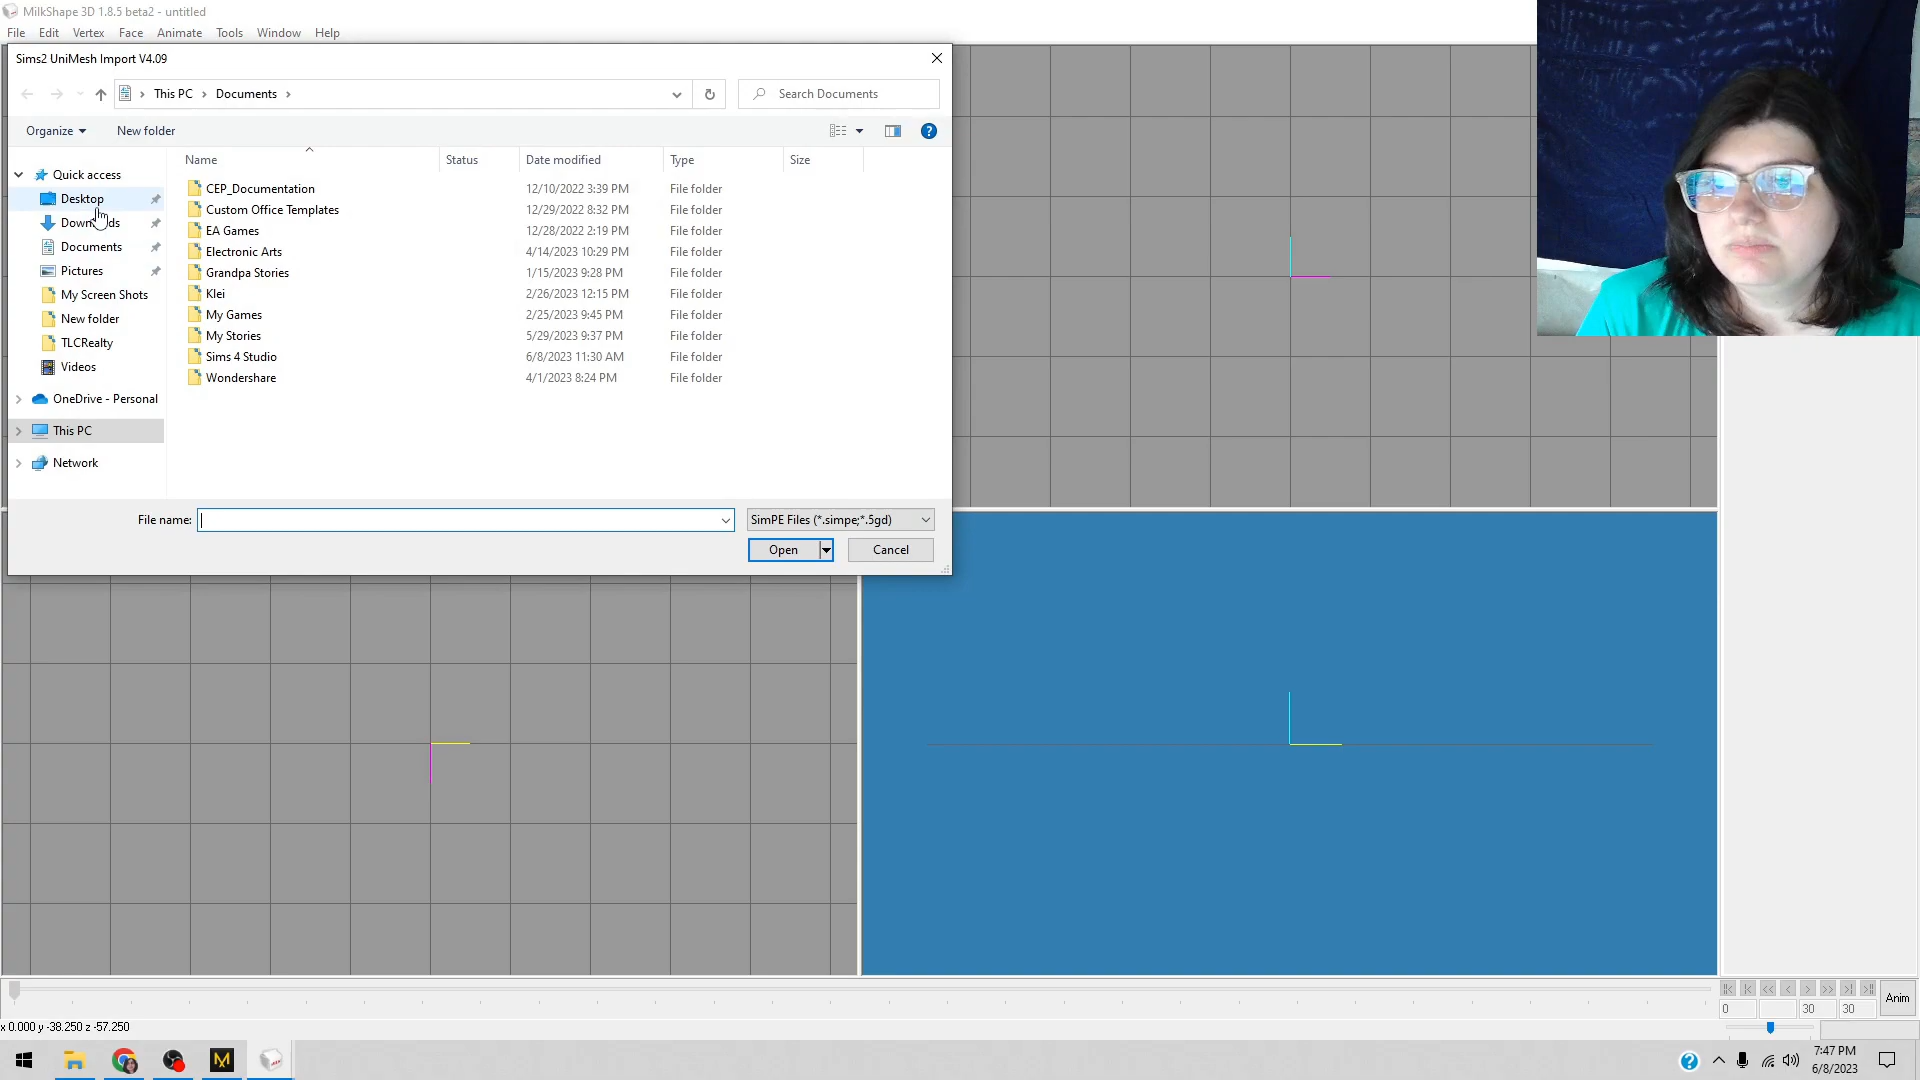 MilkShape 3D 1.8.5 beta2 - untitled
File Edit Vertex Face Animate Tools Window Help
Sims2 UniMesh Import V4.09
This PC Documents
Search Documents
Organize New folder
Name Status Date modified Type Size
Quick access
Desktop
Downloads
Documents
Pictures
My Screen Shots
New folder
TLCRealty
Videos
OneDrive - Personal
This PC
Network
CEP_Documentation 12/10/2022 3:39 PM File folder
Custom Office Templates 12/29/2022 8:32 PM File folder
EA Games 12/28/2022 2:19 PM File folder
Electronic Arts 4/14/2023 10:29 PM File folder
Grandpa Stories 1/15/2023 9:28 PM File folder
Klei 2/26/2023 12:15 PM File folder
My Games 2/25/2023 9:45 PM File folder
My Stories 5/29/2023 9:37 PM File folder
Sims 4 Studio 6/8/2023 11:30 AM File folder
Wondershare 4/1/2023 8:24 PM File folder
File name: SimPE Files (*.simpe;*.5gd)
Open Cancel
Anim
0 30 30
x 0.000 y -38.250 z -57.250
7:47 PM
6/8/2023